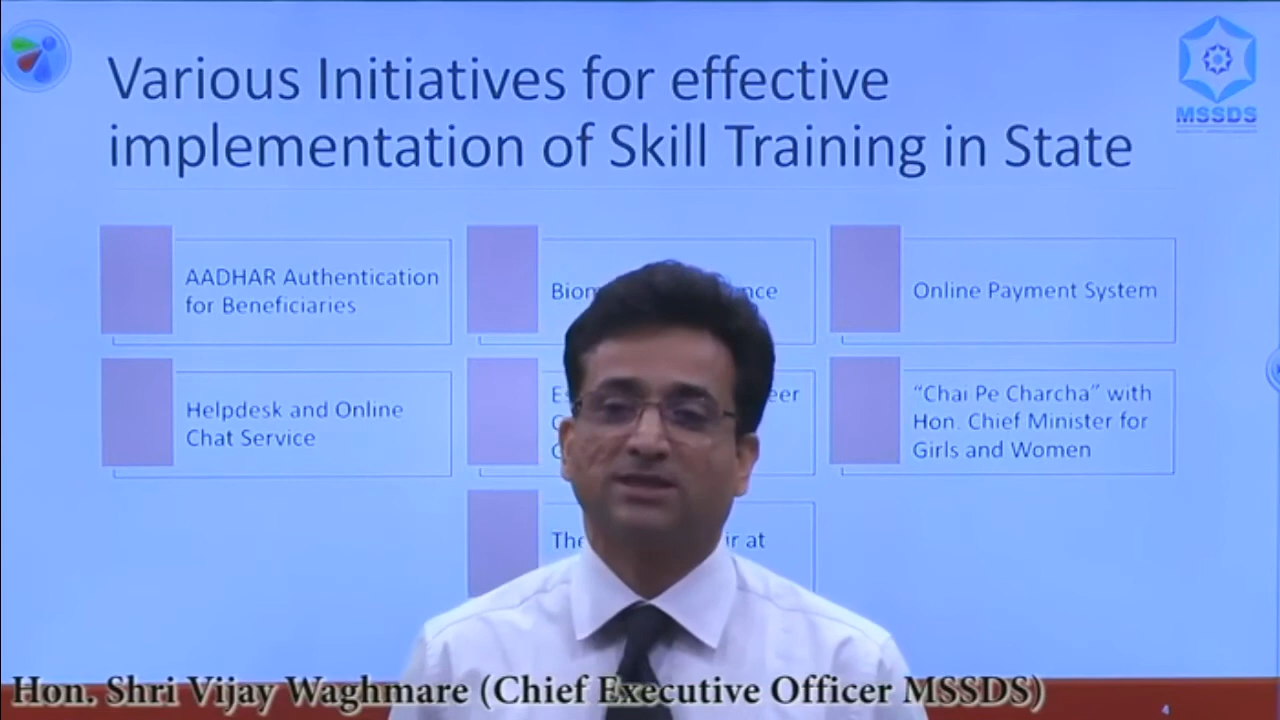 Various Initiatives for effective
implementation of Skill Training in State
MSSDS
AADHAR Authentication
for Beneficiaries
Online Payment System
Helpdesk and Online
Chat Service
"Chai Pe Charcha" with
Hon. Chief Minister for
Girls and Women
at
Hon. Shri Vijay Waghmare (Chief Executive Officer MSSDS)
4